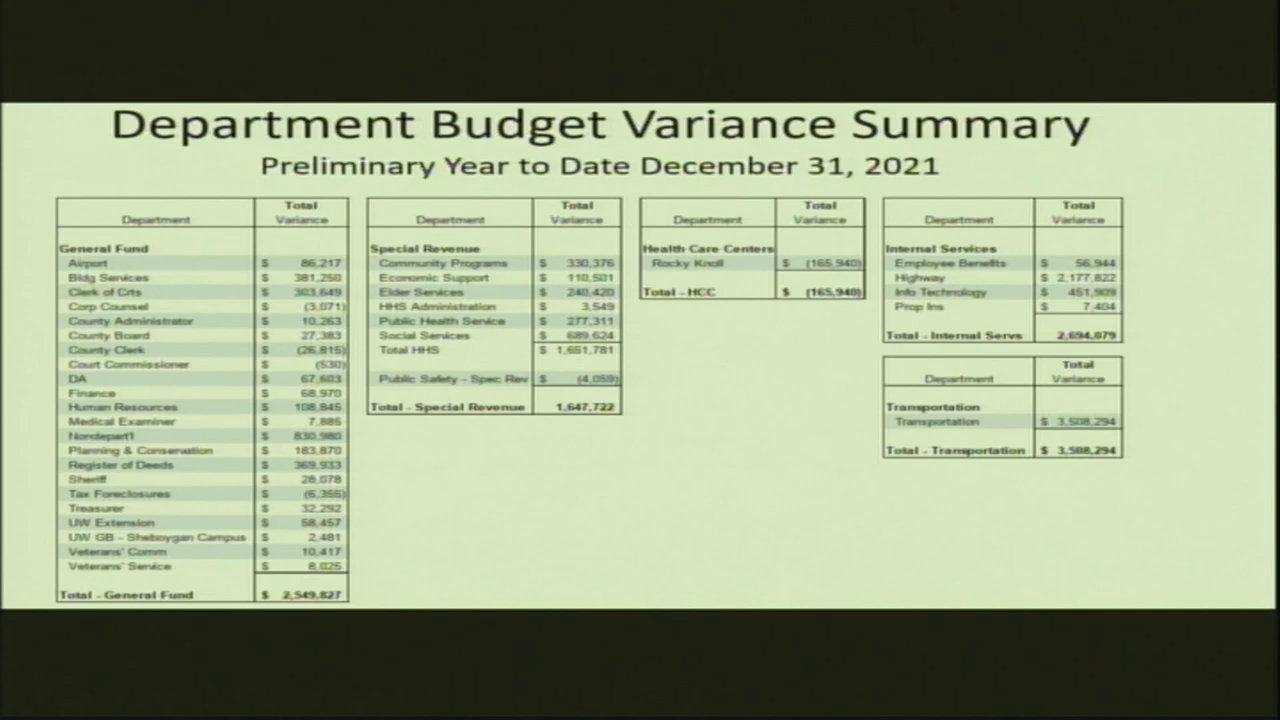 Department Budget Variance Summary
Preliminary Year to Date December 31, 2021
Total
Department Variance
General Fund
Airport $ 86,217
Bldg Services $ 381,250
Clerk of Crts $ 303,649
Corp Counsel $ (3,071)
County Administrator $ 10,263
County Board $ 27,383
County Clerk $ (26,815)
Court Commissioner $ (530)
DA $ 67,603
Finance $ 68,970
Human Resources $ 108,845
Medical Examiner $ 7,885
Nondepart'l $ 830,980
Planning & Conservation $ 183,870
Register of Deeds $ 369,933
Sheriff $ 28,078
Tax Foreclosures $ (6,355)
Treasurer $ 32,292
UW Extension $ 58,457
UW GB - Sheboygan Campus $ 2,481
Veterans' Comm $ 10,417
Veterans' Service $ 8,025
Total - General Fund $ 2,549,827
Total
Department Variance
Special Revenue
Community Programs $ 330,376
Economic Support $ 110,501
Elder Services $ 240,420
HHS Administration $ 3,549
Public Health Service $ 277,311
Social Services $ 689,624
Total HHS $ 1,651,781
Public Safety - Spec Rev $ (4,059)
Total - Special Revenue 1,647,722
Total
Department Variance
Health Care Centers
Rocky Knoll $ (165,940)
Total - HCC $ (165,940)
Total
Department Variance
Internal Services
Employee Benefits $ 56,944
Highway $ 2,177,822
Info Technology $ 451,909
Prop Ins $ 7,404
Total - Internal Servs 2,694,079
Total
Department Variance
Transportation
Transportation $ 3,508,294
Total - Transportation $ 3,508,294